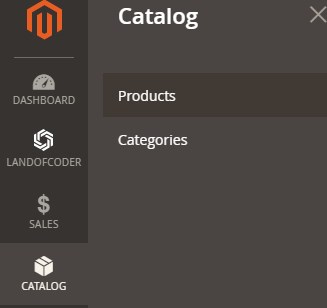 Catalog
DASHBOARD
LANDOFCODER
SALES
CATALOG
Products
Categories